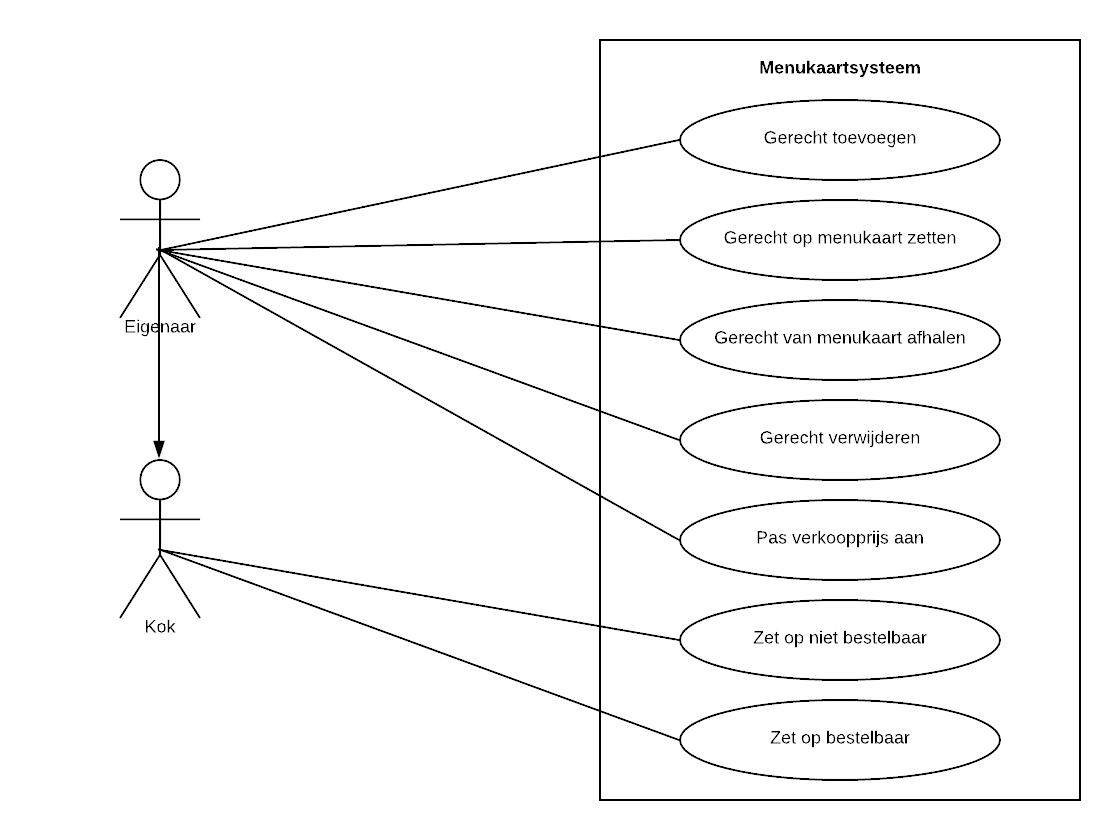 Menukaartsysteem
Gerecht toevoegen
Gerecht op menukaart zetten
Gerecht van menukaart afhalen
Eigenaar
Gerecht verwijderen
Pas verkoopprijs aan
Kok
Zet op niet bestelbaar
Zet op bestelbaar